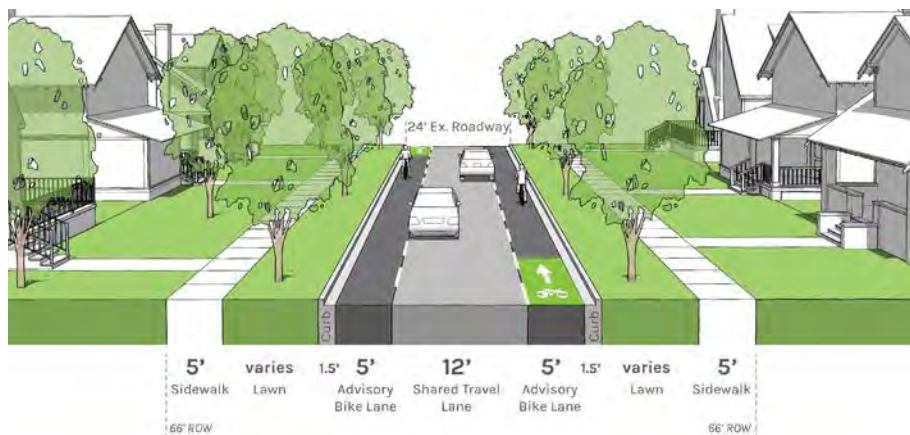 24' Ex. Roadway
Curb
Curb
5' varies 1.5' 5' 12' 5' 1.5' varies 5'
Sidewalk Lawn Advisory Shared Travel Advisory Lawn Sidewalk
Bike Lane Lane Bike Lane
66' ROW 66' ROW